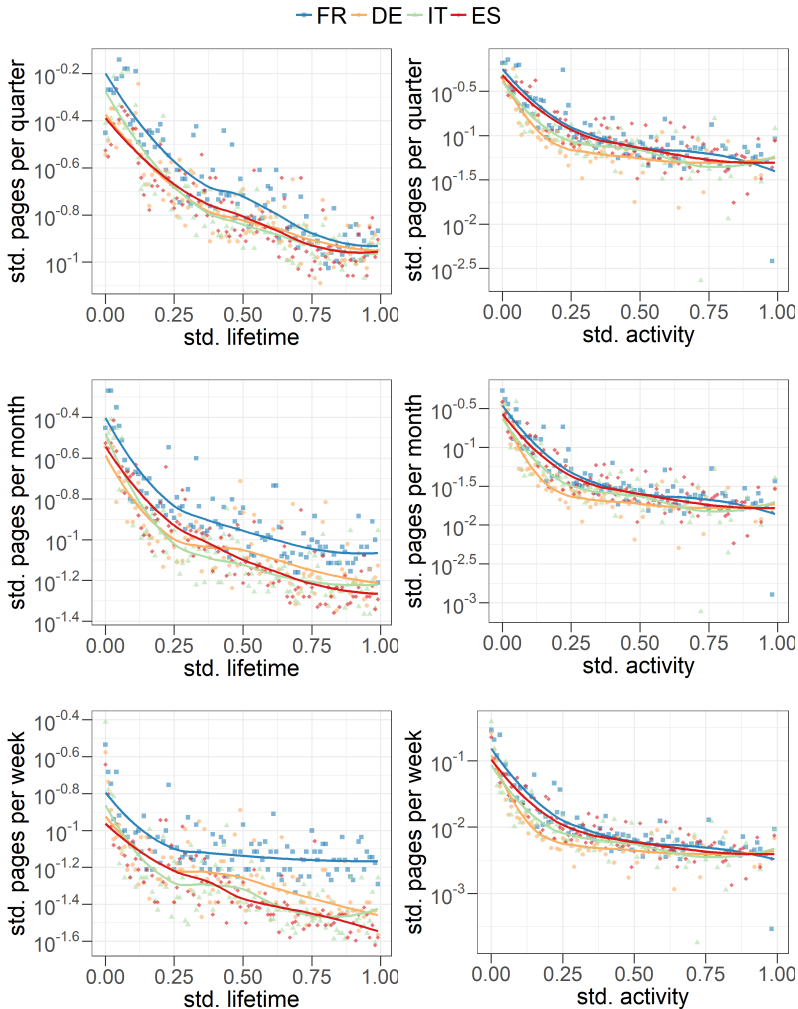 FR DE IT ES
std. pages per quarter
10^-0.2
10^-0.4
10^-0.6
10^-0.8
10^-1
0.00 0.25 0.50 0.75 1.00
std. lifetime
std. pages per quarter
10^-0.5
10^-1
10^-1.5
10^-2
10^-2.5
0.00 0.25 0.50 0.75 1.00
std. activity
std. pages per month
10^-0.4
10^-0.6
10^-0.8
10^-1
10^-1.2
10^-1.4
0.00 0.25 0.50 0.75 1.00
std. lifetime
std. pages per month
10^-0.5
10^-1
10^-1.5
10^-2
10^-2.5
10^-3
0.00 0.25 0.50 0.75 1.00
std. activity
std. pages per week
10^-0.4
10^-0.6
10^-0.8
10^-1
10^-1.2
10^-1.4
10^-1.6
0.00 0.25 0.50 0.75 1.00
std. lifetime
std. pages per week
10^-1
10^-2
10^-3
0.00 0.25 0.50 0.75 1.00
std. activity